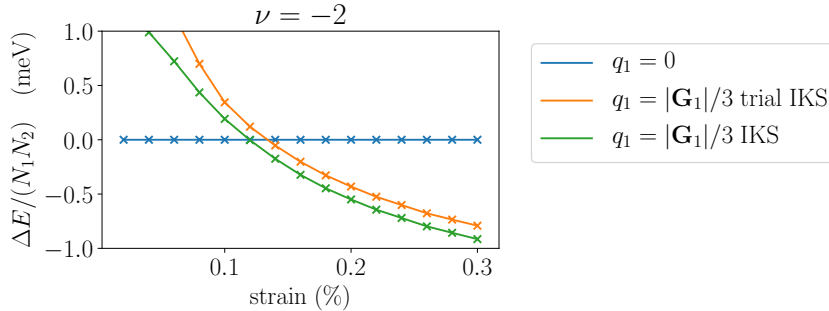 ν = −2
ΔE/(N₁N₂) (meV)
1.0
0.5
0.0
−0.5
−1.0
0.1 0.2 0.3
strain (%)
q₁ = 0
q₁ = |G₁|/3 trial IKS
q₁ = |G₁|/3 IKS